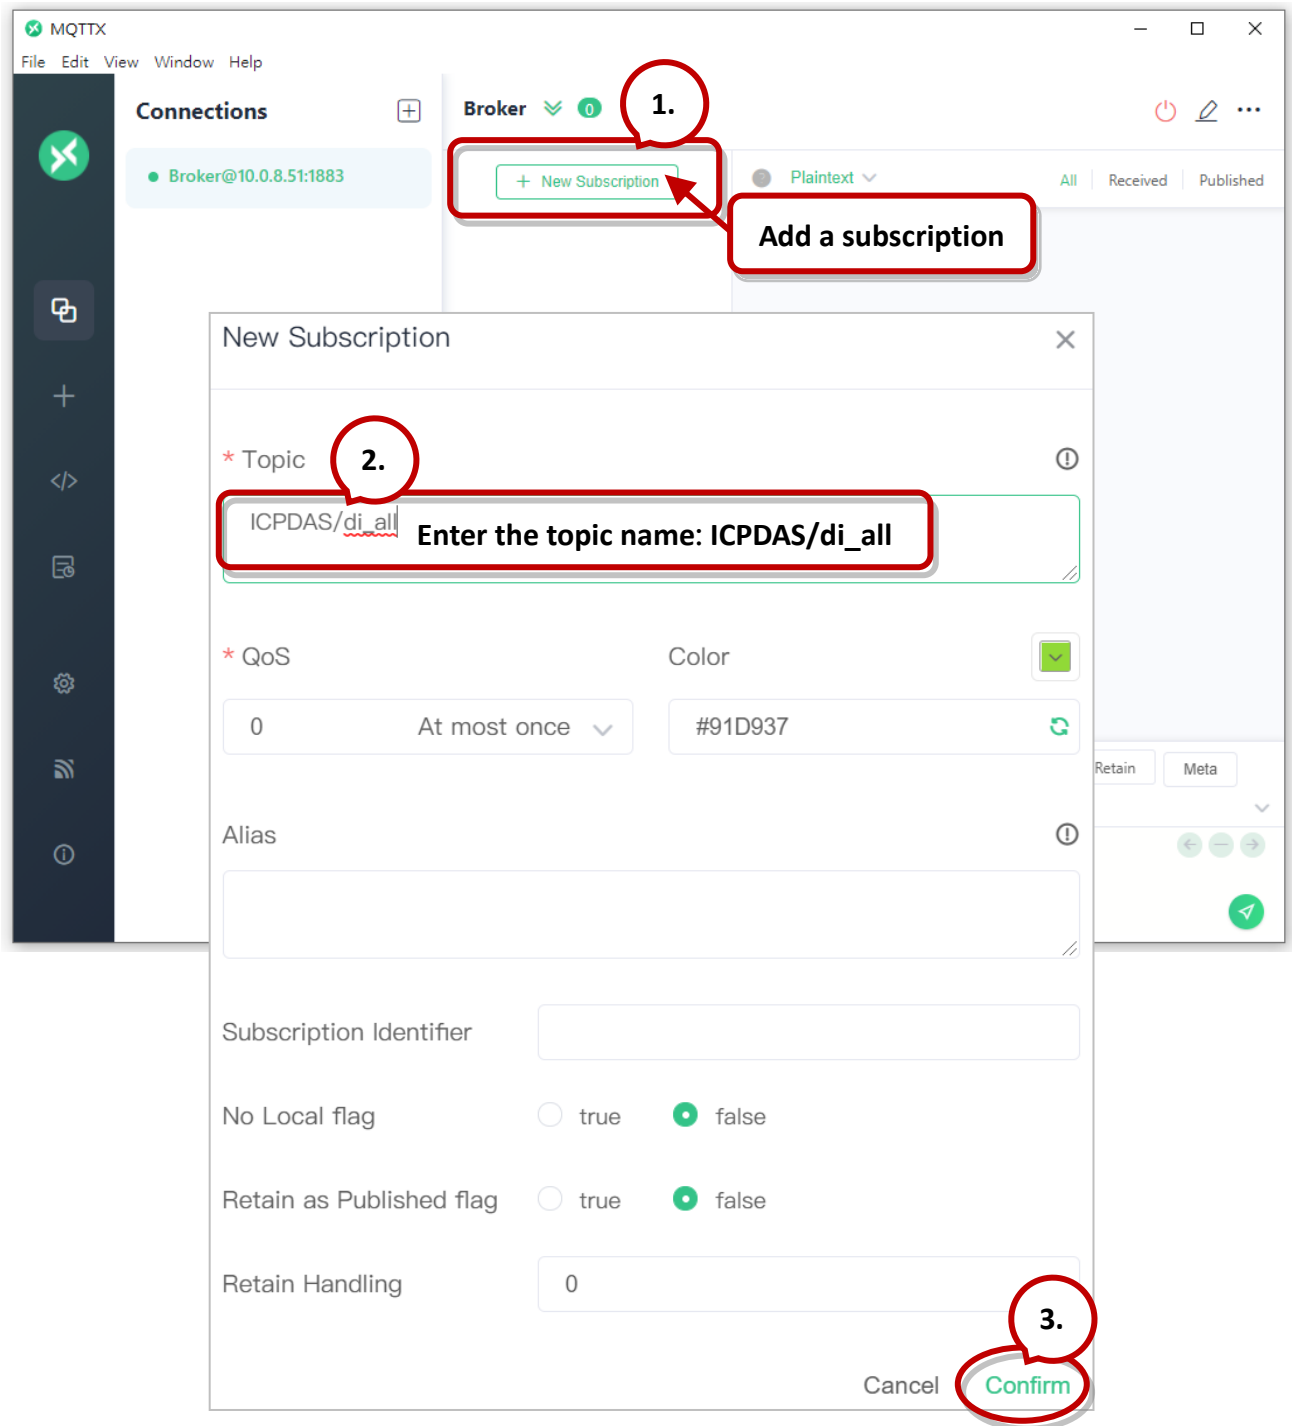 MQTTX
File Edit View Window Help
Connections
Broker 0
1.
Broker@10.0.8.51:1883
+ New Subscription
Plaintext
All Received Published
Add a subscription
New Subscription
* Topic
2.
ICPDAS/di_all
Enter the topic name: ICPDAS/di_all
* QoS
Color
0 At most once
#91D937
Retain
Meta
Alias
Subscription Identifier
No Local flag true false
Retain as Published flag true false
Retain Handling 0
3.
Cancel Confirm